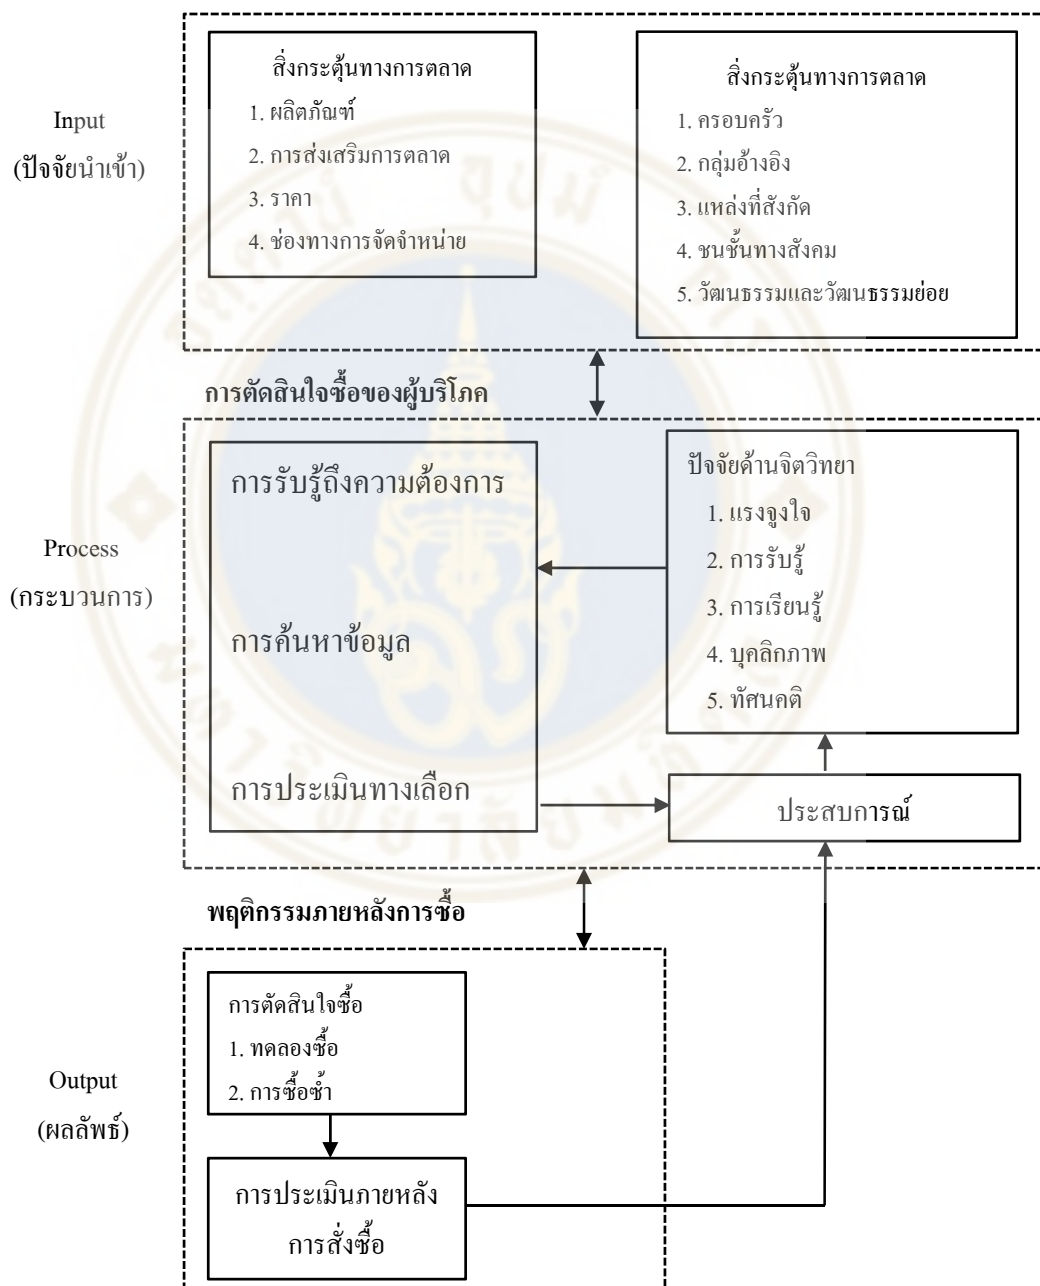 Input
(ปัจจัยนำเข้า)
สิ่งกระตุ้นทางการตลาด
1. ผลิตภัณฑ์
2. การส่งเสริมการตลาด
3. ราคา
4. ช่องทางการจัดจำหน่าย
สิ่งกระตุ้นทางการตลาด
1. ครอบครัว
2. กลุ่มอ้างอิง
3. แหล่งที่สังกัด
4. ชนชั้นทางสังคม
5. วัฒนธรรมและวัฒนธรรมย่อย
การตัดสินใจซื้อของผู้บริโภค
Process
(กระบวนการ)
การรับรู้ถึงความต้องการ
การค้นหาข้อมูล
การประเมินทางเลือก
ปัจจัยด้านจิตวิทยา
1. แรงจูงใจ
2. การรับรู้
3. การเรียนรู้
4. บุคลิกภาพ
5. ทัศนคติ
ประสบการณ์
พฤติกรรมภายหลังการซื้อ
Output
(ผลลัพธ์)
การตัดสินใจซื้อ
1. ทดลองซื้อ
2. การซื้อซ้ำ
การประเมินภายหลัง
การสั่งซื้อ